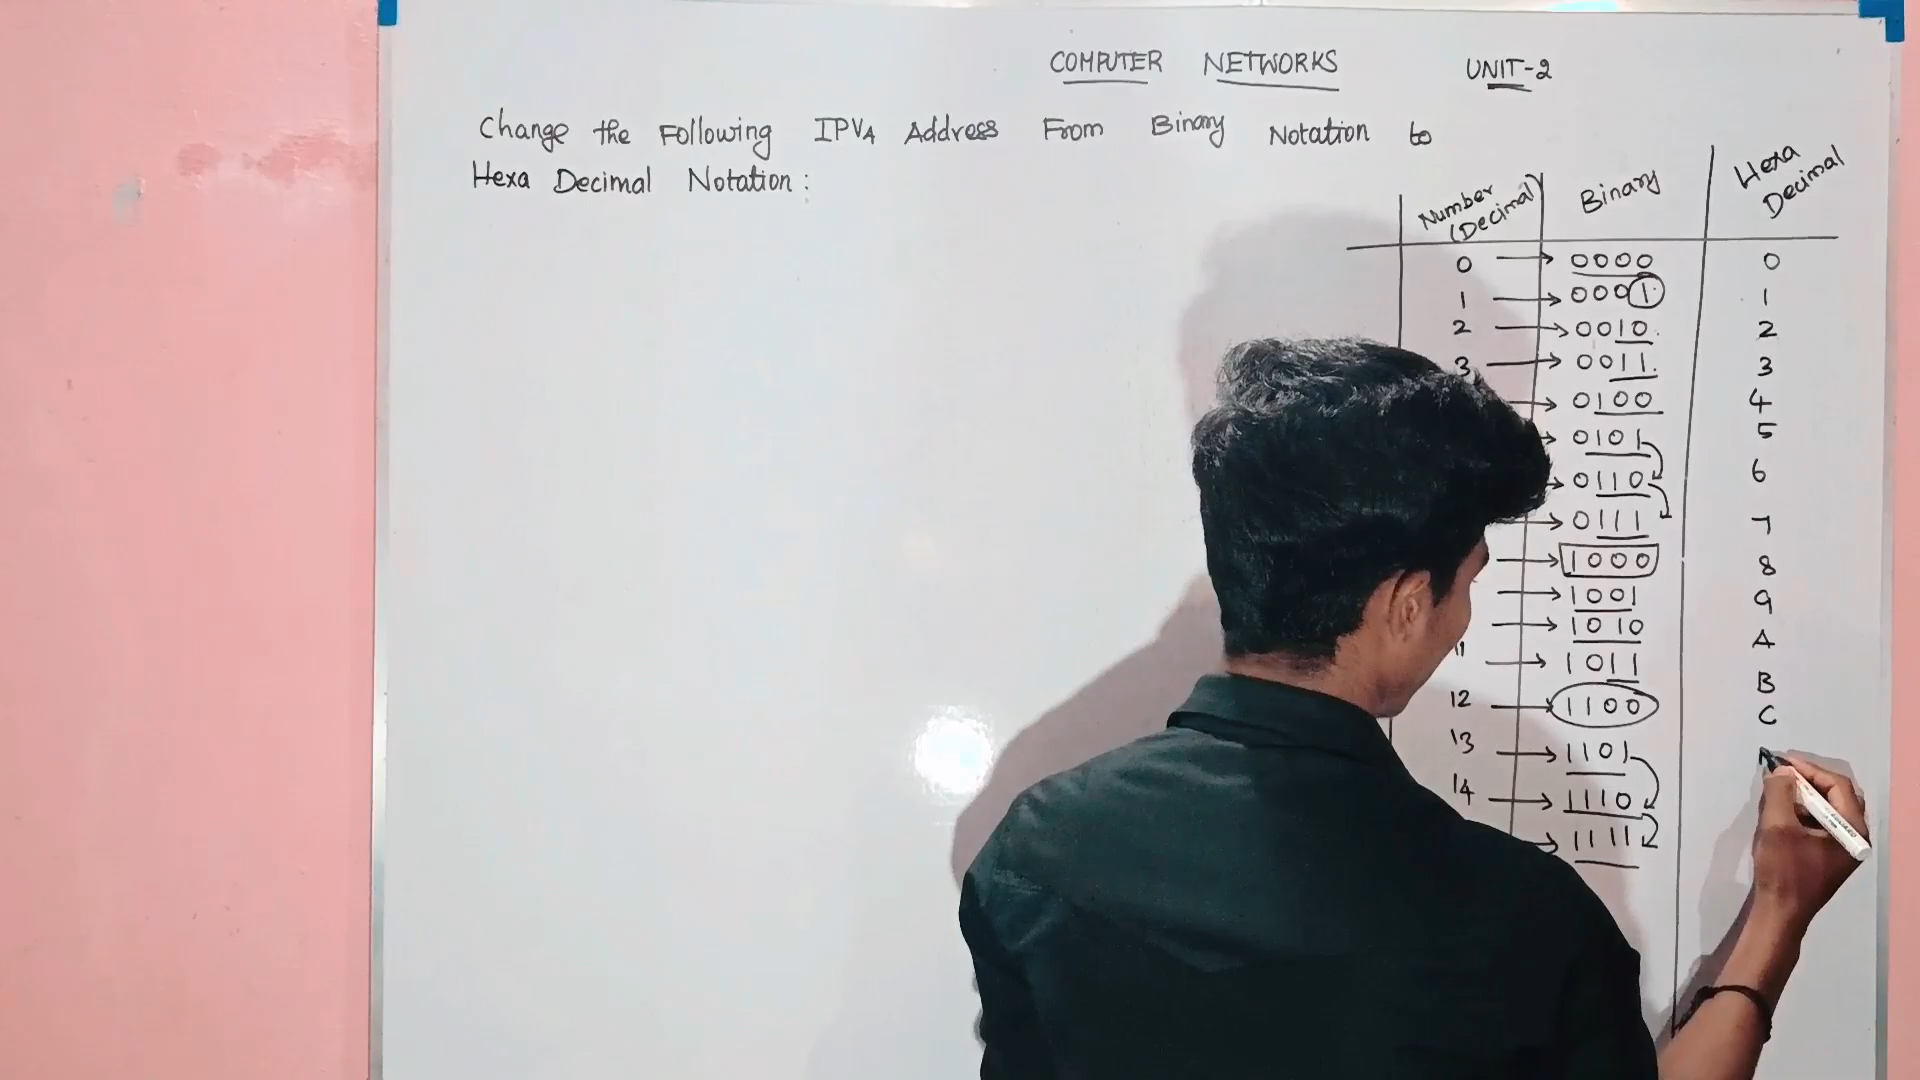 COMPUTER NETWORKS UNIT-2
Change the Following IPV4 Address From Binary Notation to
Hexa Decimal Notation :
Number (Decimal) Binary Hexa Decimal
0 → 0000 0
1 → 0001 1
2 → 0010 2
3 → 0011 3
→ 0100 4
→ 0101 5
→ 0110 6
→ 0111 7
→ 1000 8
→ 1001 9
→ 1010 A
11 → 1011 B
12 → 1100 C
13 → 1101
14 → 1110
→ 1111